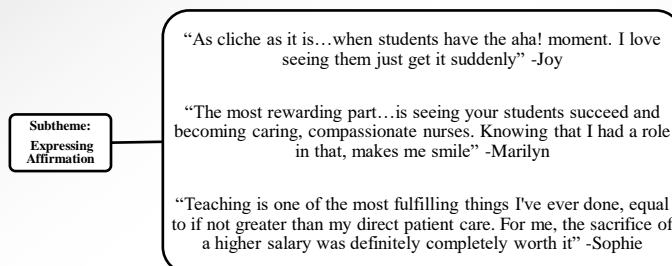 Subtheme:
Expressing
Affirmation
“As cliche as it is…when students have the aha! moment. I love
seeing them just get it suddenly” -Joy
“The most rewarding part…is seeing your students succeed and
becoming caring, compassionate nurses. Knowing that I had a role
in that, makes me smile” -Marilyn
“Teaching is one of the most fulfilling things I've ever done, equal
to if not greater than my direct patient care. For me, the sacrifice of
a higher salary was definitely completely worth it” -Sophie